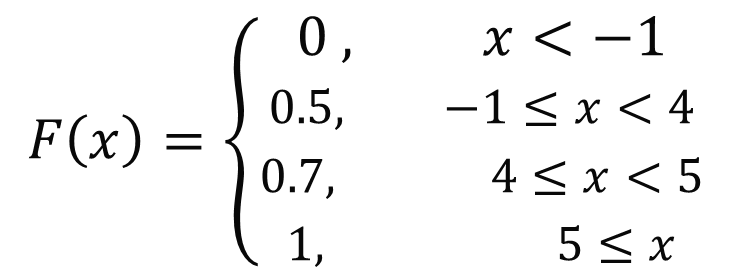 0 , x < −1
0.5, −1 ≤ x < 4
F(x) =
0.7, 4 ≤ x < 5
1, 5 ≤ x